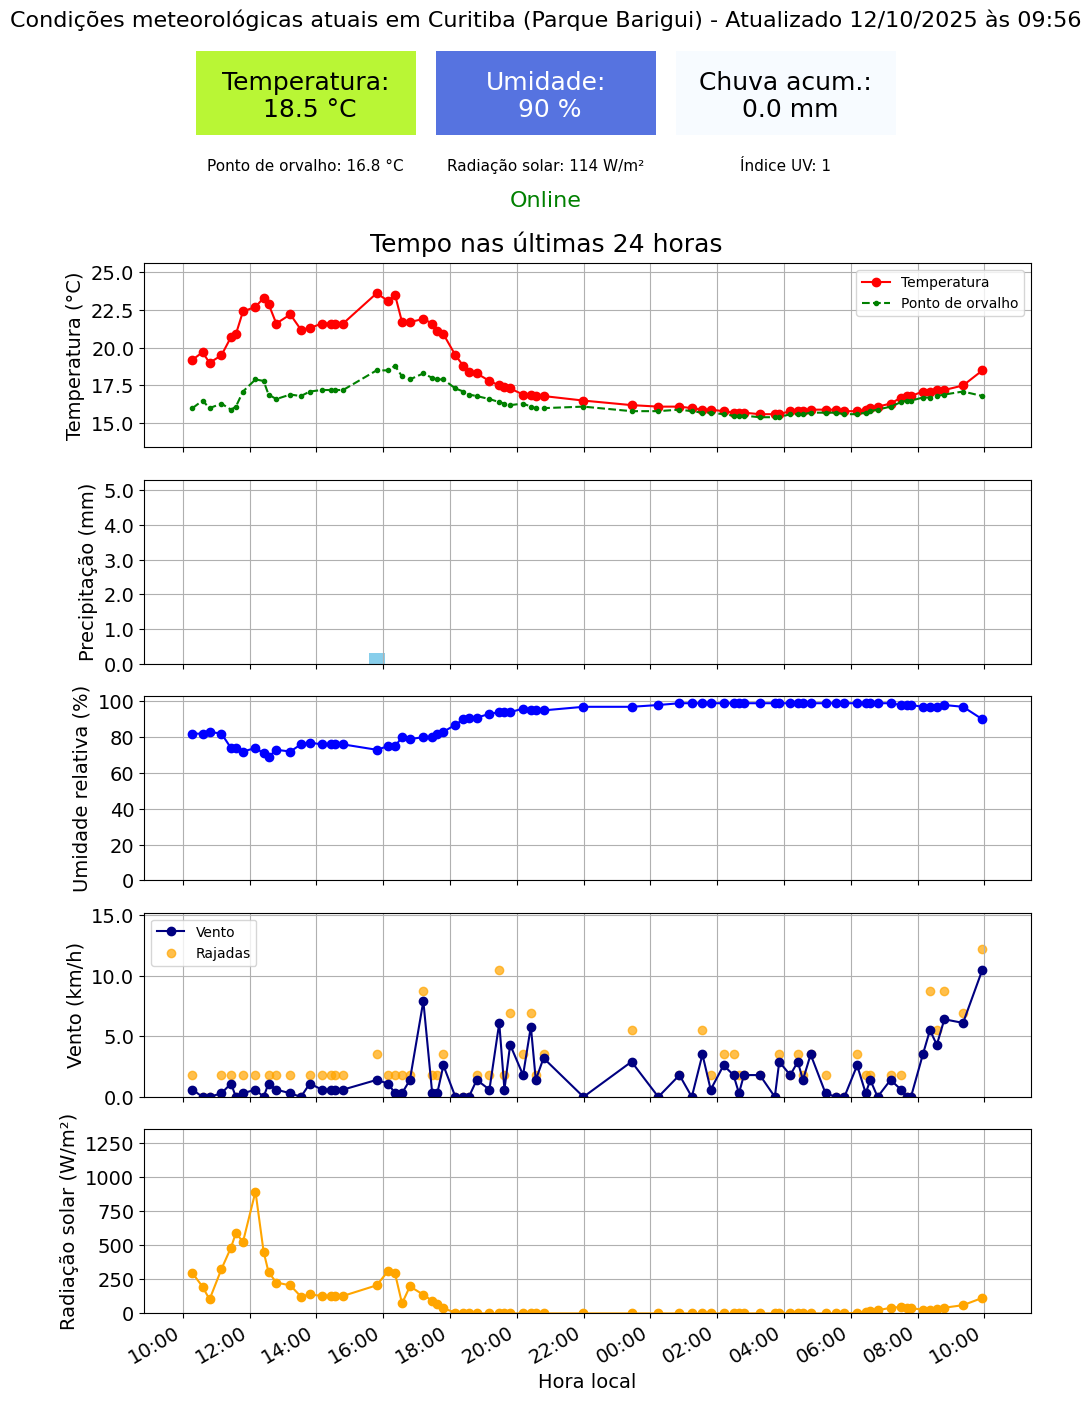 Condições meteorológicas atuais em Curitiba (Parque Barigui) - Atualizado 12/10/2025 às 09:56
Temperatura:
18.5 °C
Umidade:
90 %
Chuva acum.:
0.0 mm
Ponto de orvalho: 16.8 °C
Radiação solar: 114 W/m²
Índice UV: 1
Online
Tempo nas últimas 24 horas
Temperatura (°C)
25.0
22.5
20.0
17.5
15.0
Temperatura
Ponto de orvalho
Precipitação (mm)
5.0
4.0
3.0
2.0
1.0
0.0
Umidade relativa (%)
100
80
60
40
20
0
Vento (km/h)
15.0
10.0
5.0
0.0
Vento
Rajadas
Radiação solar (W/m²)
1250
1000
750
500
250
0
10:00
12:00
14:00
16:00
18:00
20:00
22:00
00:00
02:00
04:00
06:00
08:00
10:00
Hora local